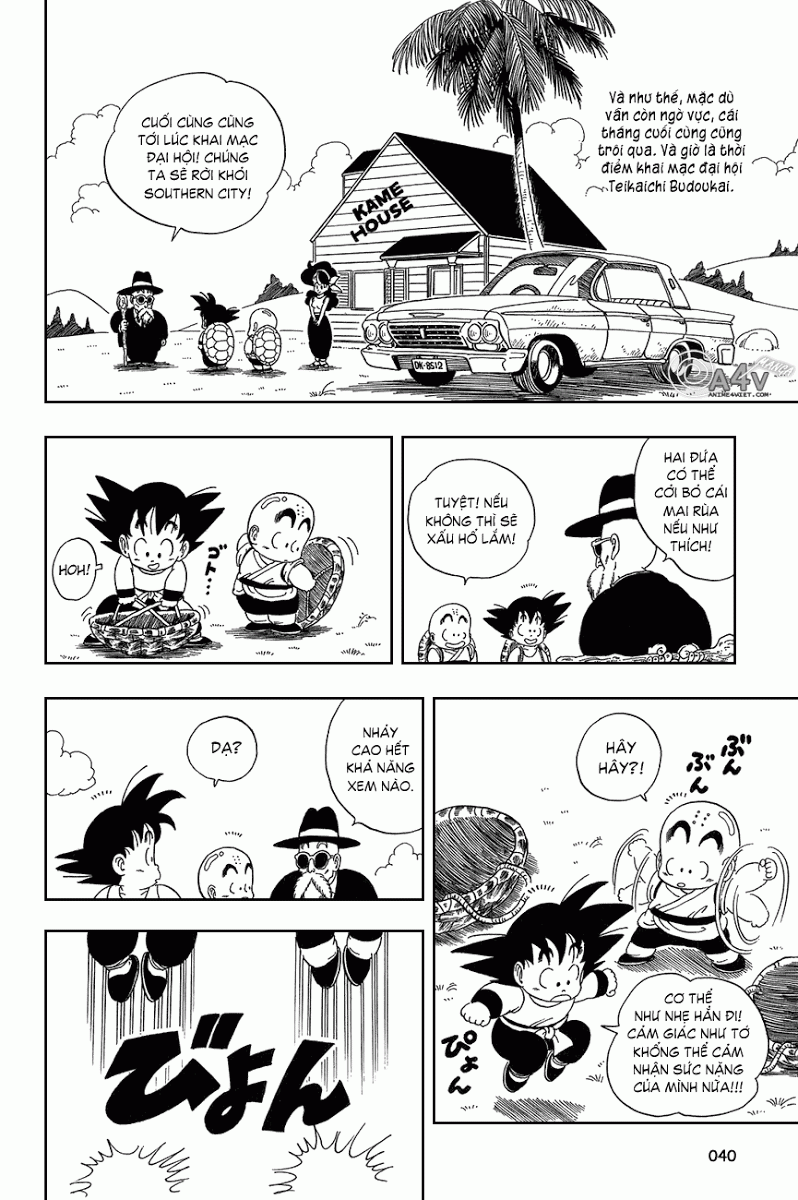 CUỐI CÙNG CŨNG
TỚI LÚC KHAI MẠC
ĐẠI HỘI! CHÚNG
TA SẼ RỜI KHỎI
SOUTHERN CITY!
Và như thế, mặc dù
vẫn còn ngờ vực, cái
tháng cuối cùng cũng
trôi qua. Và giờ là thời
điểm khai mạc đại hội
Teikaichi Budoukai.
KAME
HOUSE
DK-8512
A4V
ANIME4VIET.COM
HAI ĐỨA
CÓ THỂ
CỞI BỎ CÁI
MAI RÙA
NẾU NHƯ
THÍCH!
TUYỆT! NẾU
KHÔNG THÌ SẼ
XẤU HỔ LẮM!
HOH!
ゴト…
NHẢY
CAO HẾT
KHẢ NĂNG
XEM NÀO.
DẠ?
HÂY
HÂY?!
ぶん
ぶん
CƠ THỂ
NHƯ NHẸ HẲN ĐI!
CẢM GIÁC NHƯ TỚ
KHỔNG THỂ CẢM
NHẬN SỨC NẶNG
CỦA MÌNH NỮA!!!
ぴょん
びよん
040